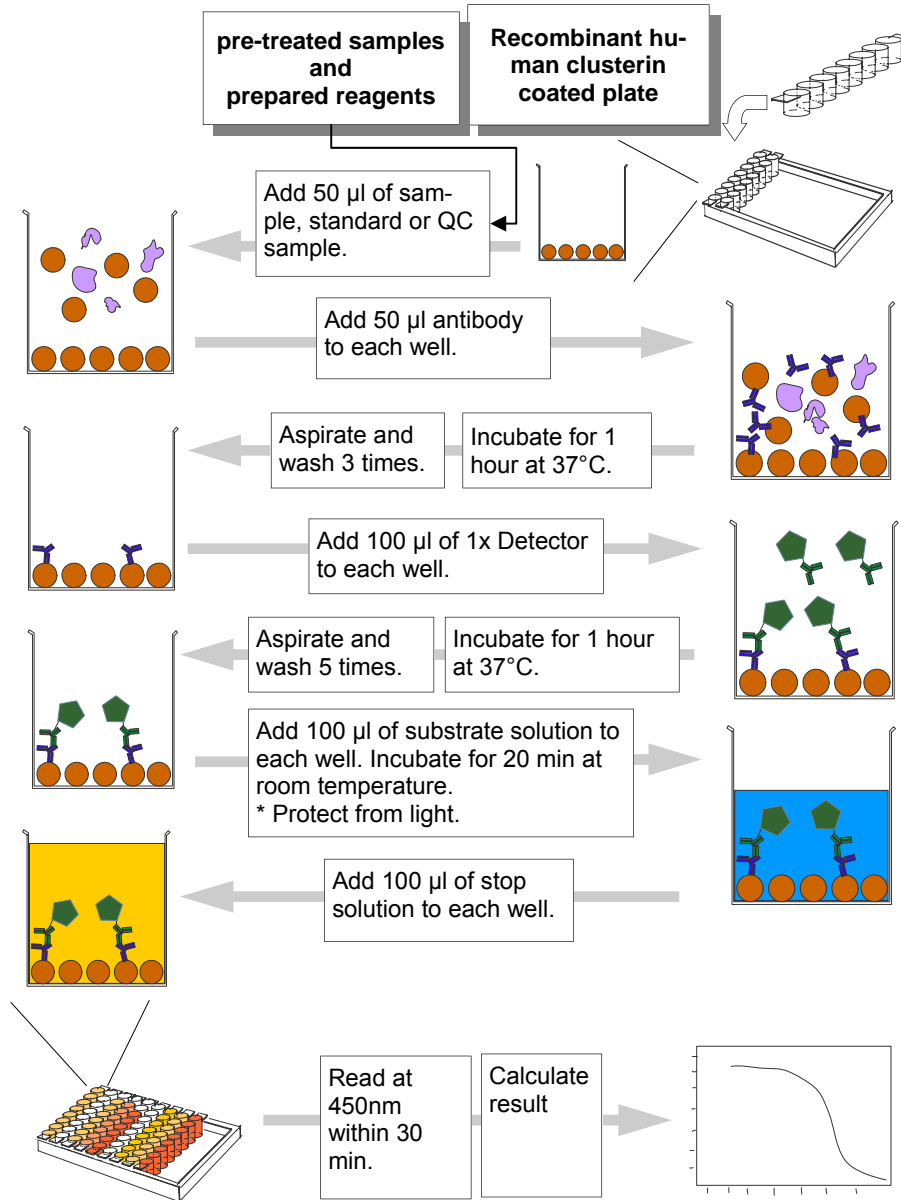 pre-treated samples
and
prepared reagents
Recombinant hu-
man clusterin
coated plate
Add 50 µl of sam-
ple, standard or QC
sample.
Add 50 µl antibody
to each well.
Aspirate and
wash 3 times.
Incubate for 1
hour at 37°C.
Add 100 µl of 1x Detector
to each well.
Aspirate and
wash 5 times.
Incubate for 1 hour
at 37°C.
Add 100 µl of substrate solution to
each well. Incubate for 20 min at
room temperature.
* Protect from light.
Add 100 µl of stop
solution to each well.
Read at
450nm
within 30
min.
Calculate
result